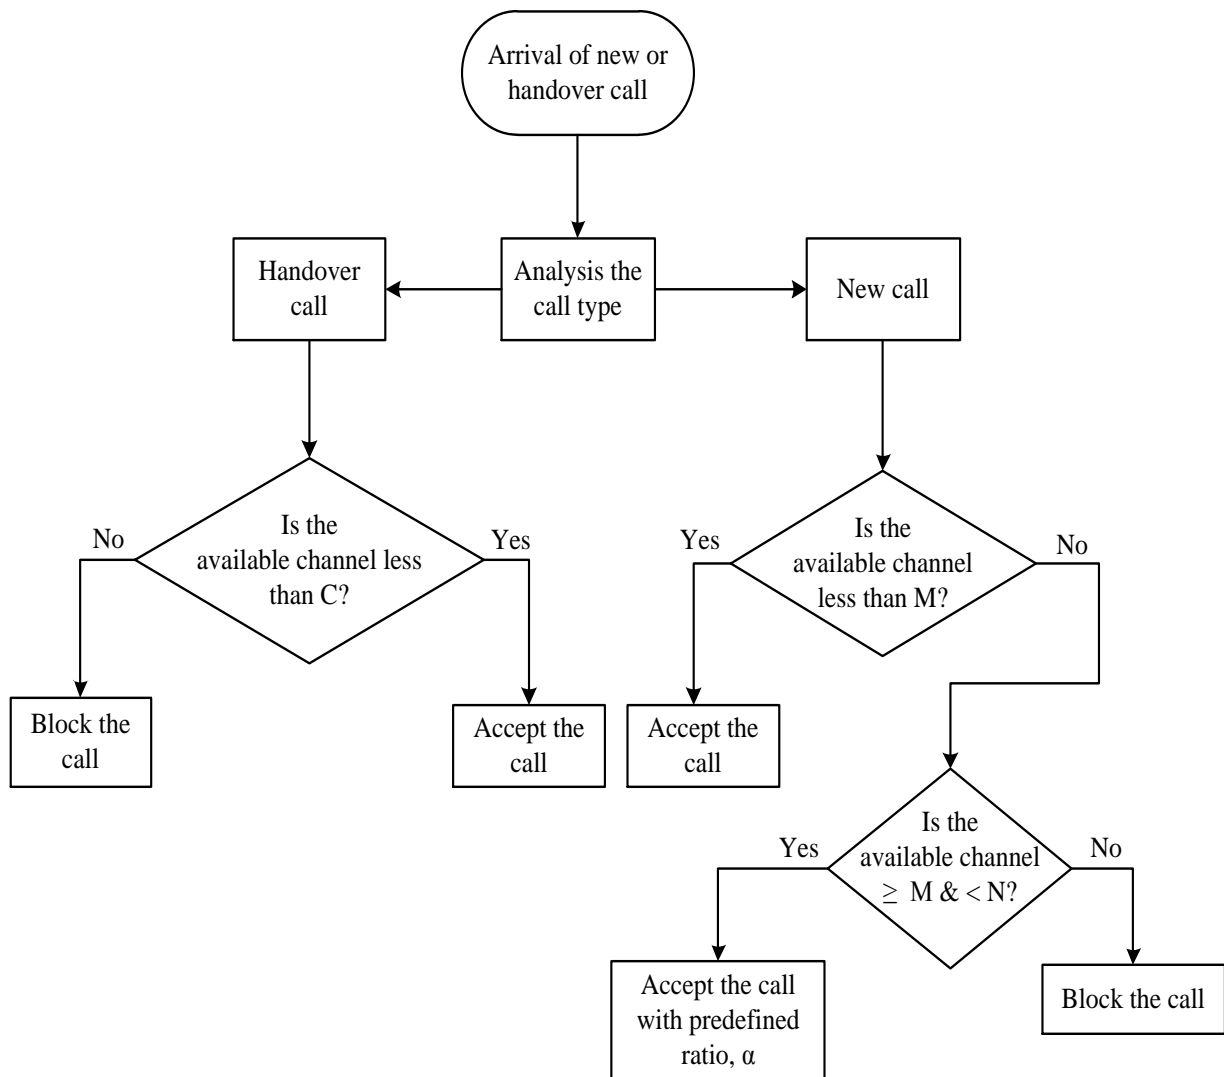 Arrival of new or
handover call
Handover
call
Analysis the
call type
New call
Is the
available channel less
than C?
No
Yes
Is the
available channel
less than M?
Yes
No
Block the
call
Accept the
call
Accept the
call
Is the
available channel
≥ M & < N?
Yes
No
Accept the call
with predefined
ratio, α
Block the call